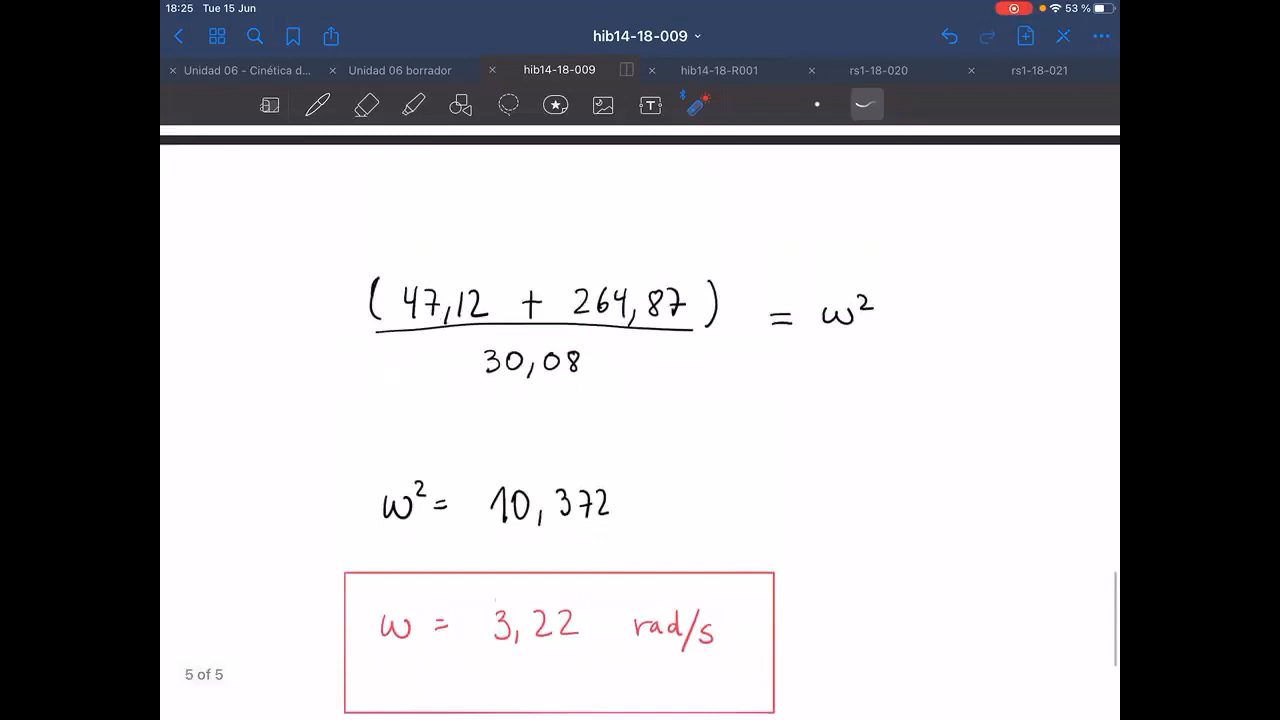 18:25 Tue 15 Jun 53 %
hib14-18-009
Unidad 06 - Cinética d... Unidad 06 borrador hib14-18-009 hib14-18-R001 rs1-18-020 rs1-18-021
( 47,12 + 264,87 ) = ω²
30,08
ω² = 10,372
ω = 3,22 rad/s
5 of 5